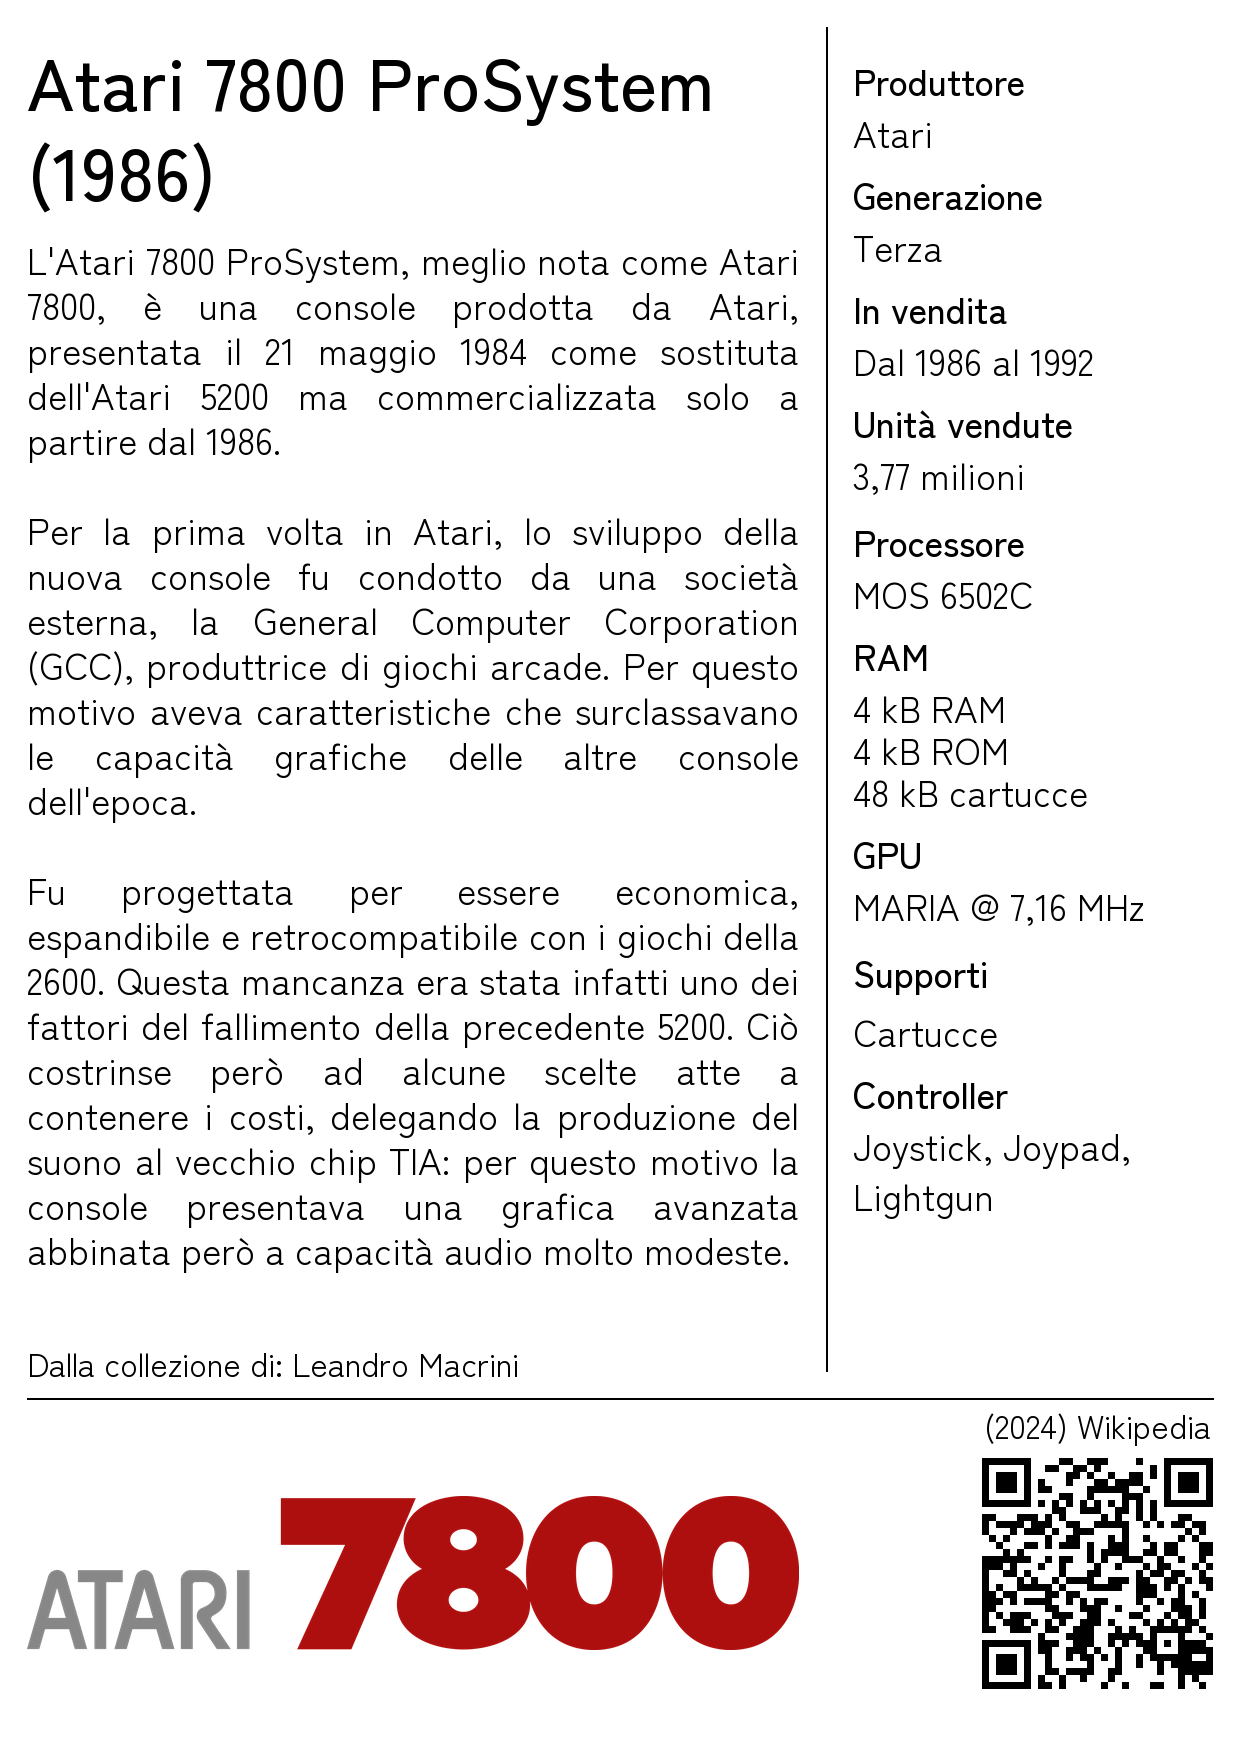 Atari 7800 ProSystem
(1986)
L'Atari 7800 ProSystem, meglio nota come Atari
7800, è una console prodotta da Atari,
presentata il 21 maggio 1984 come sostituta
dell'Atari 5200 ma commercializzata solo a
partire dal 1986.
Per la prima volta in Atari, lo sviluppo della
nuova console fu condotto da una società
esterna, la General Computer Corporation
(GCC), produttrice di giochi arcade. Per questo
motivo aveva caratteristiche che surclassavano
le capacità grafiche delle altre console
dell'epoca.
Fu progettata per essere economica,
espandibile e retrocompatibile con i giochi della
2600. Questa mancanza era stata infatti uno dei
fattori del fallimento della precedente 5200. Ciò
costrinse però ad alcune scelte atte a
contenere i costi, delegando la produzione del
suono al vecchio chip TIA: per questo motivo la
console presentava una grafica avanzata
abbinata però a capacità audio molto modeste.
Dalla collezione di: Leandro Macrini
Produttore
Atari
Generazione
Terza
In vendita
Dal 1986 al 1992
Unità vendute
3,77 milioni
Processore
MOS 6502C
RAM
4 kB RAM
4 kB ROM
48 kB cartucce
GPU
MARIA @ 7,16 MHz
Supporti
Cartucce
Controller
Joystick, Joypad,
Lightgun
(2024) Wikipedia
ATARI 7800